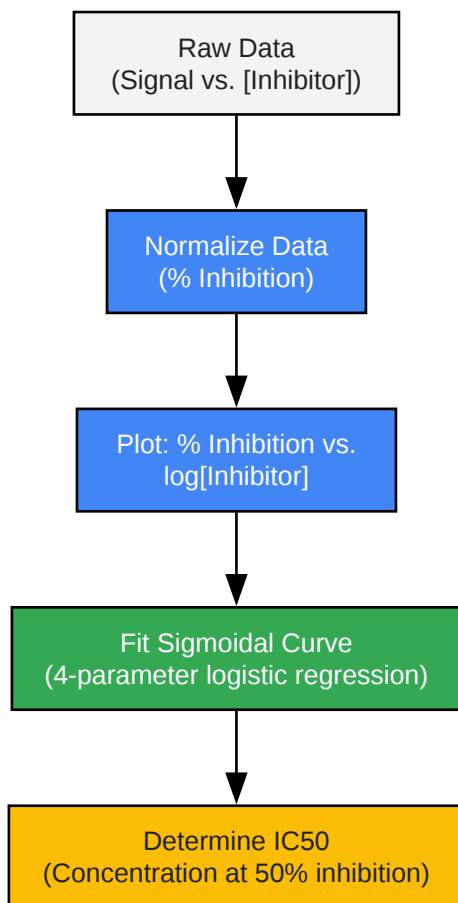 Raw Data
(Signal vs. [Inhibitor])
Normalize Data
(% Inhibition)
Plot: % Inhibition vs.
log[Inhibitor]
Fit Sigmoidal Curve
(4-parameter logistic regression)
Determine IC50
(Concentration at 50% inhibition)